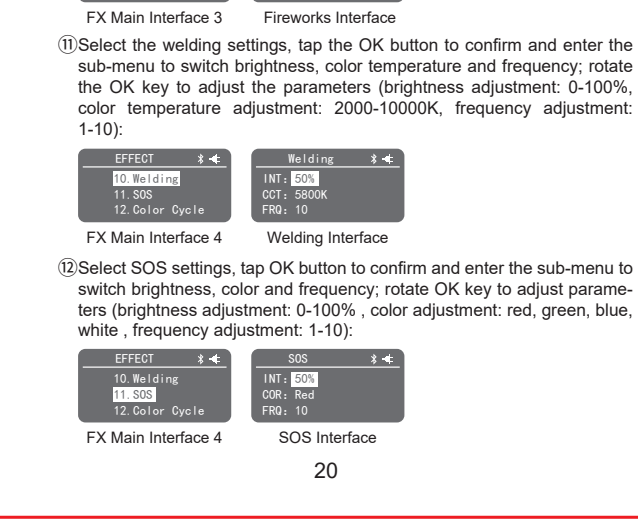 FX Main Interface 3 Fireworks Interface
⑪Select the welding settings, tap the OK button to confirm and enter the
sub-menu to switch brightness, color temperature and frequency; rotate
the OK key to adjust the parameters (brightness adjustment: 0-100%,
color temperature adjustment: 2000-10000K, frequency adjustment:
1-10):
EFFECT
10. Welding
11. SOS
12. Color Cycle
Welding
INT: 50%
CCT: 5800K
FRQ: 10
FX Main Interface 4 Welding Interface
⑫Select SOS settings, tap OK button to confirm and enter the sub-menu to
switch brightness, color and frequency; rotate OK key to adjust parame-
ters (brightness adjustment: 0-100% , color adjustment: red, green, blue,
white , frequency adjustment: 1-10):
EFFECT
10. Welding
11. SOS
12. Color Cycle
SOS
INT: 50%
COR: Red
FRQ: 10
FX Main Interface 4 SOS Interface
20